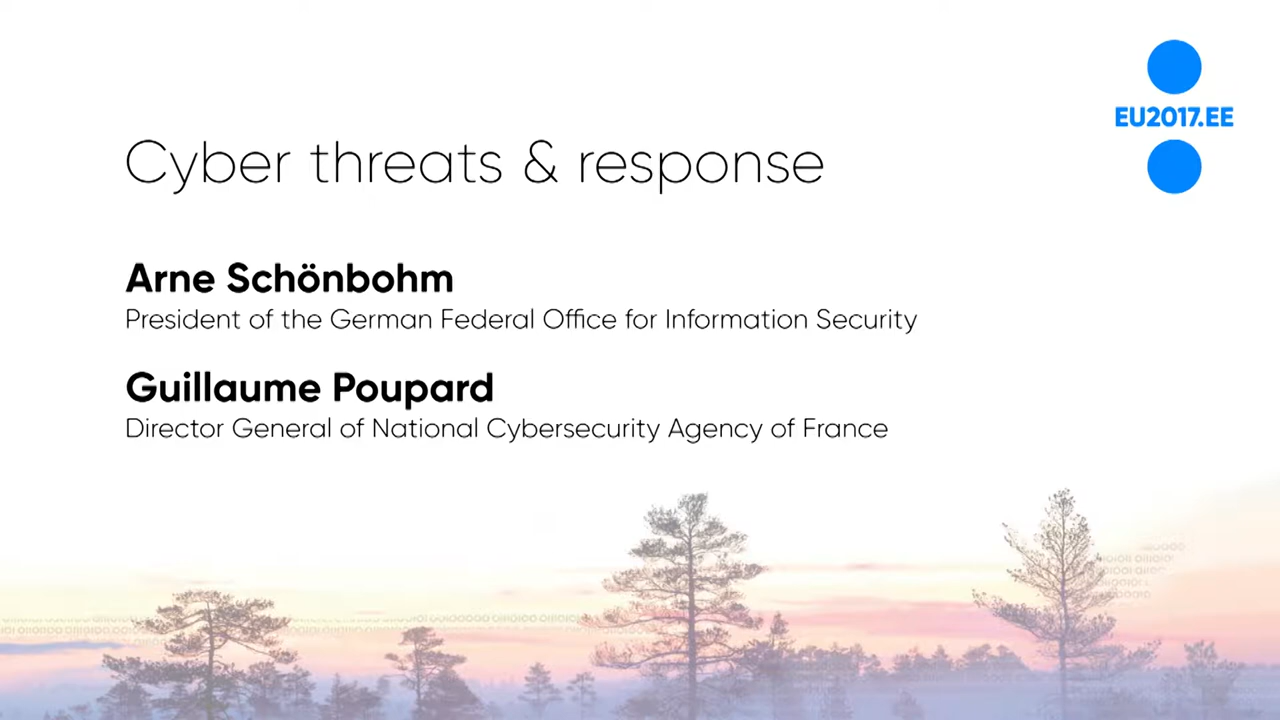 EU2017.EE
Cyber threats & response
Arne Schönbohm
President of the German Federal Office for Information Security
Guillaume Poupard
Director General of National Cybersecurity Agency of France